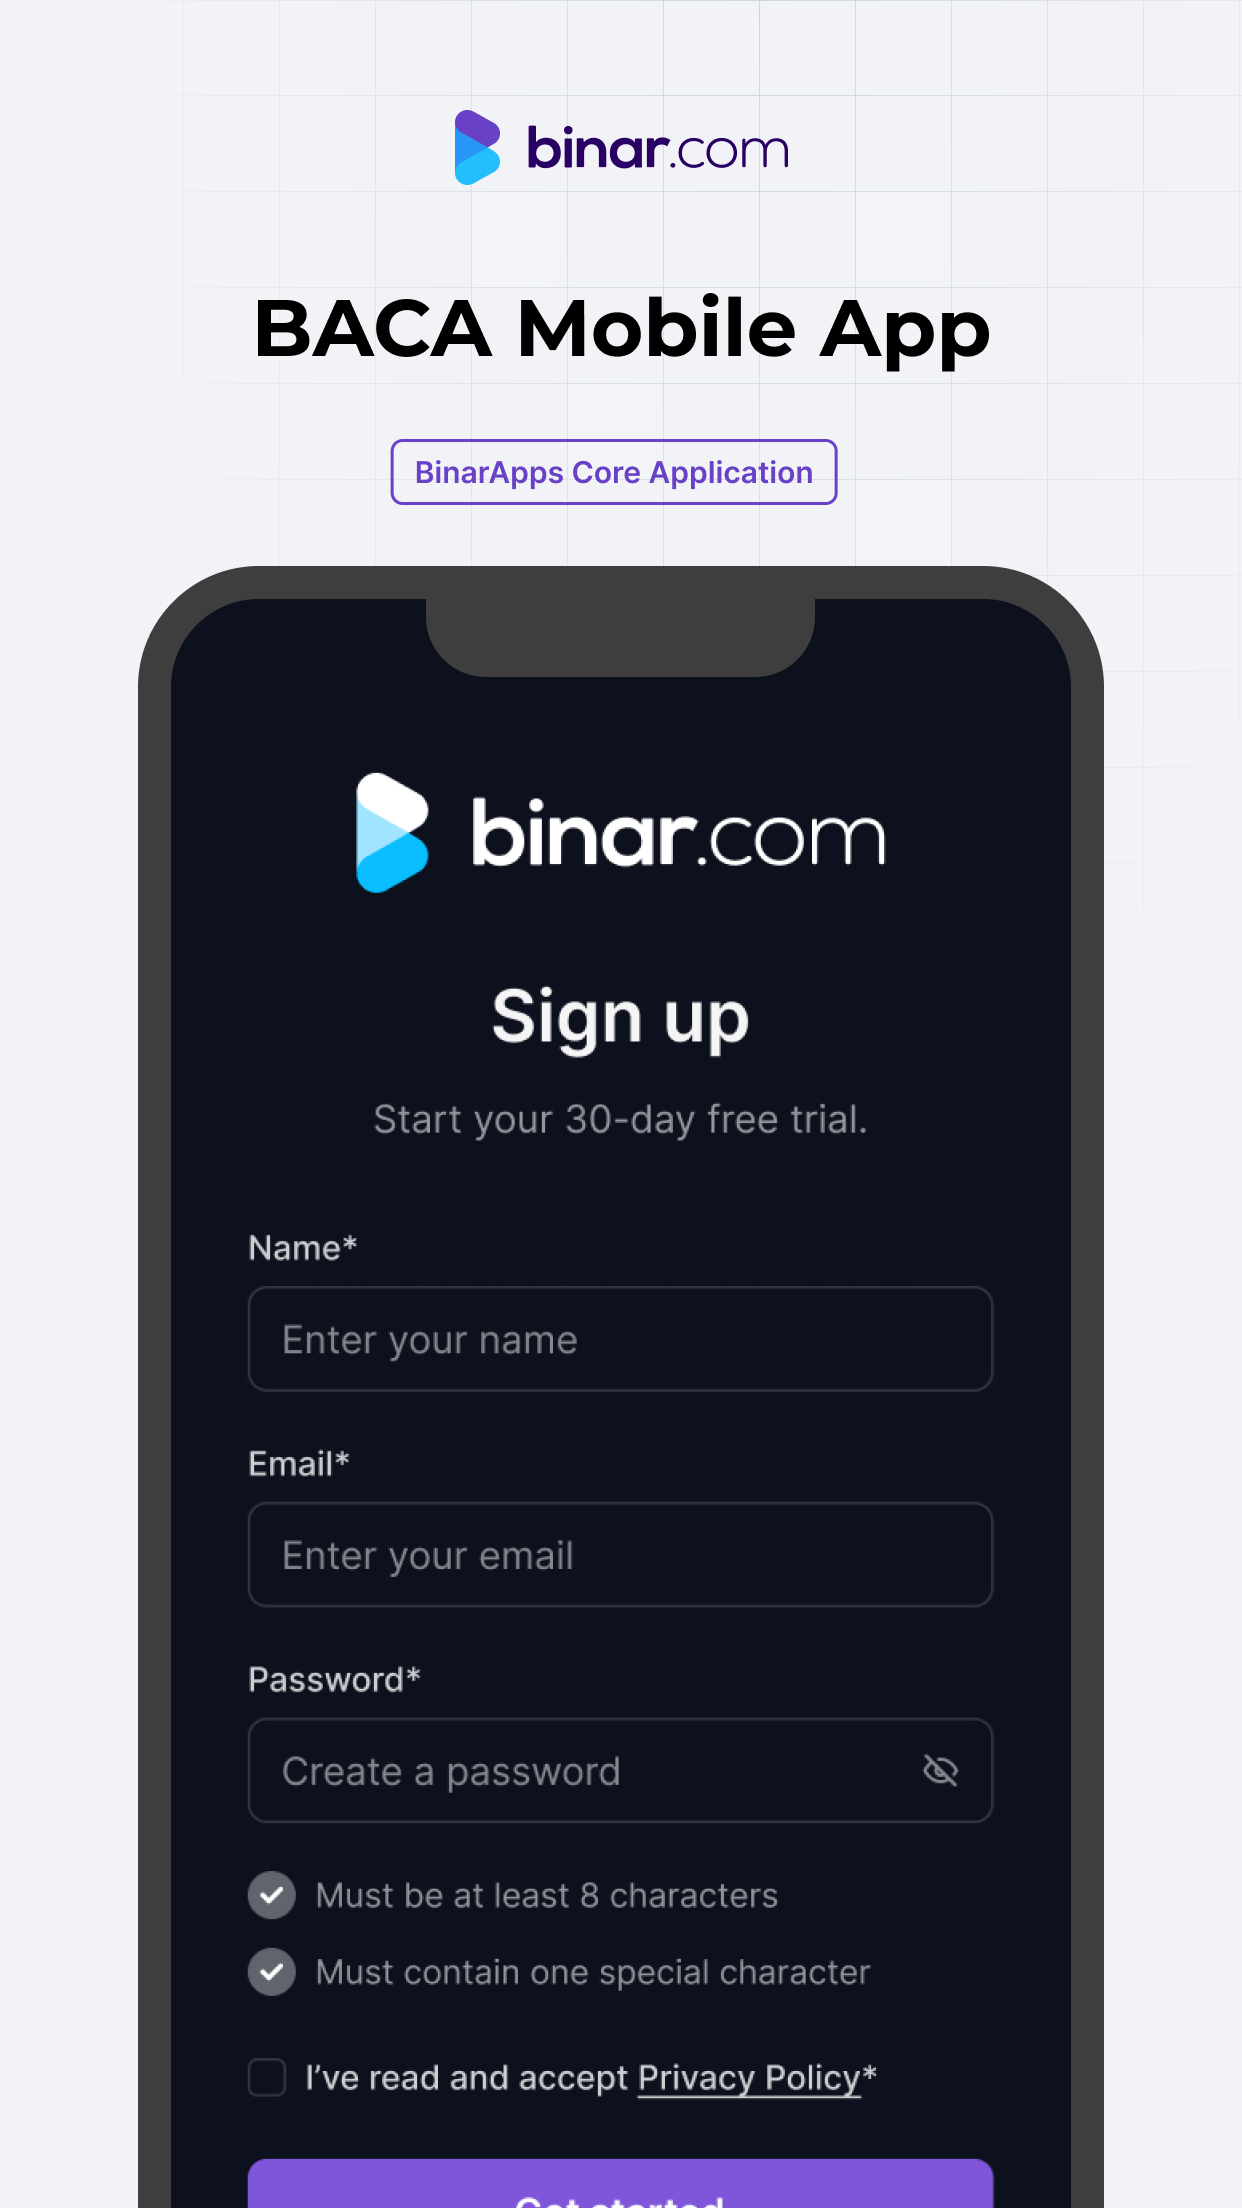 binar.com
BACA Mobile App
BinarApps Core Application
binar.com
Sign up
Start your 30-day free trial.
Name*
Enter your name
Email*
Enter your email
Password*
Create a password
Must be at least 8 characters
Must contain one special character
I’ve read and accept Privacy Policy*
Get started